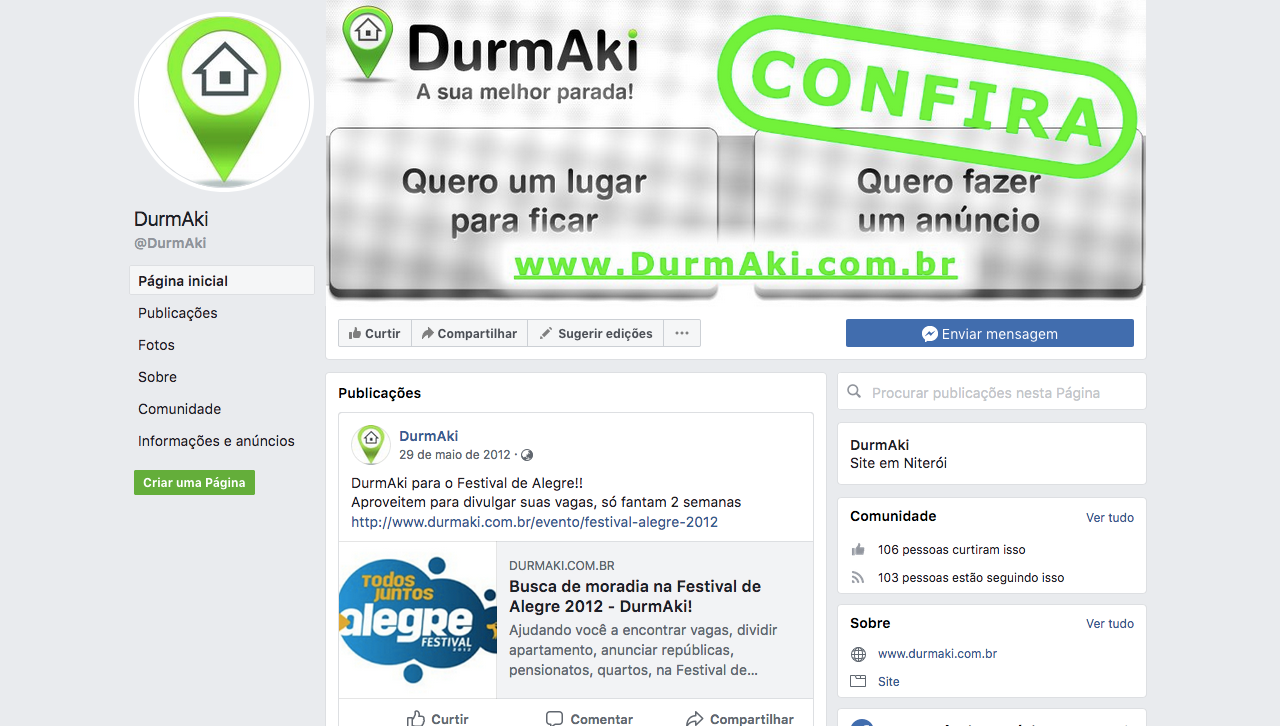 DurmAki
A sua melhor parada!
CONFIRA
Quero um lugar
para ficar
Quero fazer
um anúncio
www.DurmAki.com.br
DurmAki
@DurmAki
Página inicial
Publicações
Fotos
Sobre
Comunidade
Informações e anúncios
Criar uma Página
Curtir
Compartilhar
Sugerir edições
Enviar mensagem
Publicações
DurmAki
29 de maio de 2012 ·
DurmAki para o Festival de Alegre!!
Aproveitem para divulgar suas vagas, só fantam 2 semanas
http://www.durmaki.com.br/evento/festival-alegre-2012
TODOS
JUNTOS
alegre
FESTIVAL
DURMAKI.COM.BR
Busca de moradia na Festival de
Alegre 2012 - DurmAki!
Ajudando você a encontrar vagas, dividir
apartamento, anunciar repúblicas,
pensionatos, quartos, na Festival de...
Curtir
Comentar
Compartilhar
Procurar publicações nesta Página
DurmAki
Site em Niterói
Comunidade
Ver tudo
106 pessoas curtiram isso
103 pessoas estão seguindo isso
Sobre
Ver tudo
www.durmaki.com.br
Site